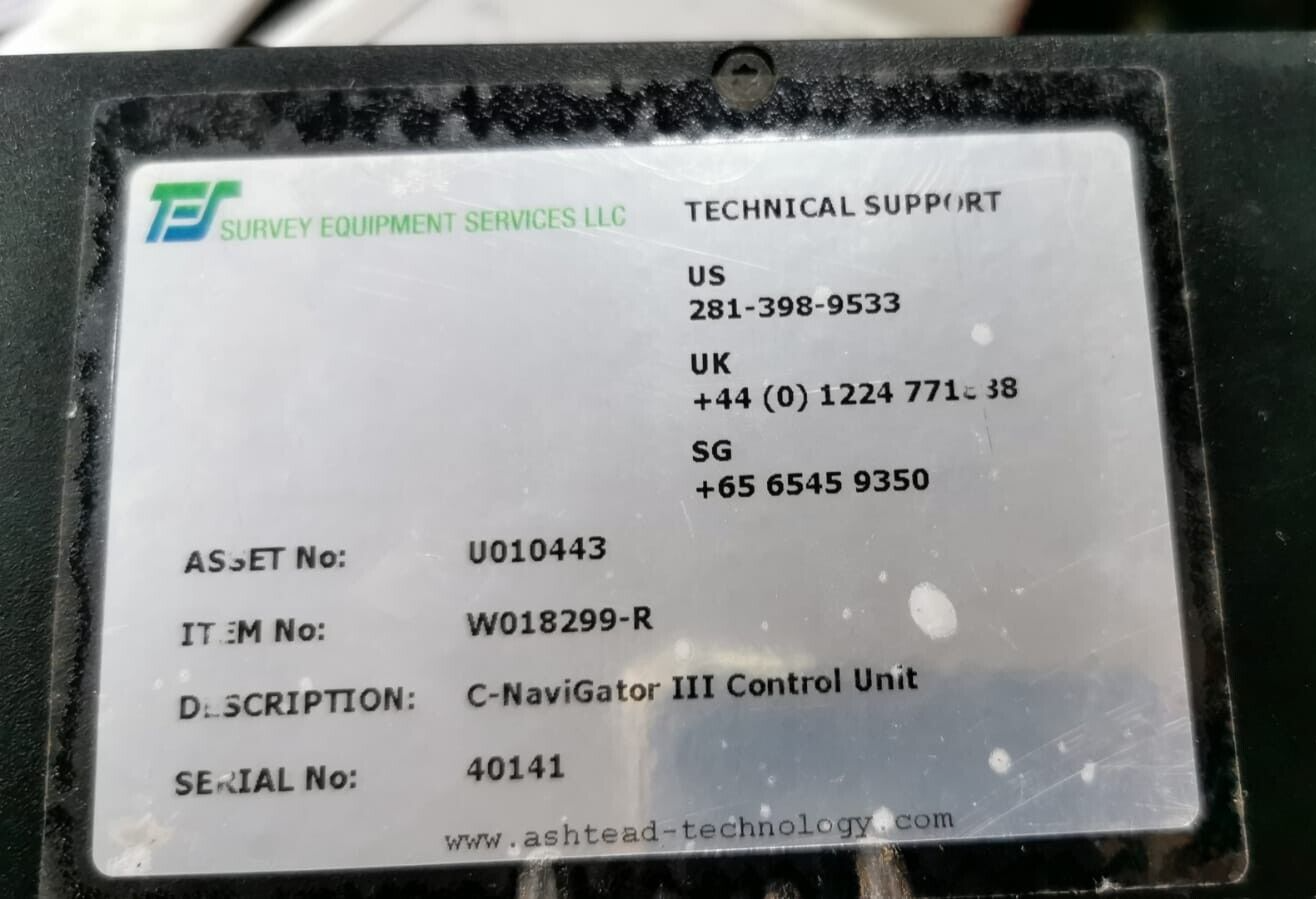 TES SURVEY EQUIPMENT SERVICES LLC
TECHNICAL SUPPORT
US
281-398-9533
UK
+44 (0) 1224
SG
+65 6545 9350
ASSET No: U010443
ITEM No: W018299-R
DESCRIPTION: C-NaviGator III Control Unit
SERIAL No: 40141
www.ashtead-technology.com